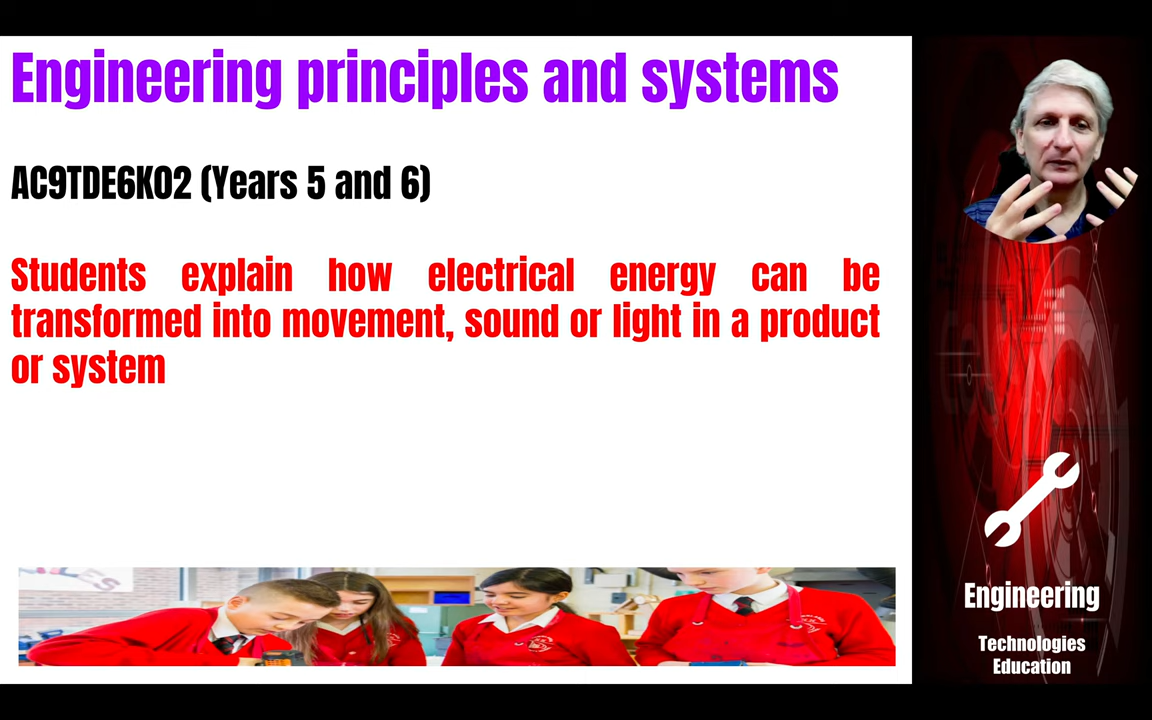 Engineering principles and systems
AC9TDE6K02 (Years 5 and 6)
Students explain how electrical energy can be
transformed into movement, sound or light in a product
or system
Engineering
Technologies
Education